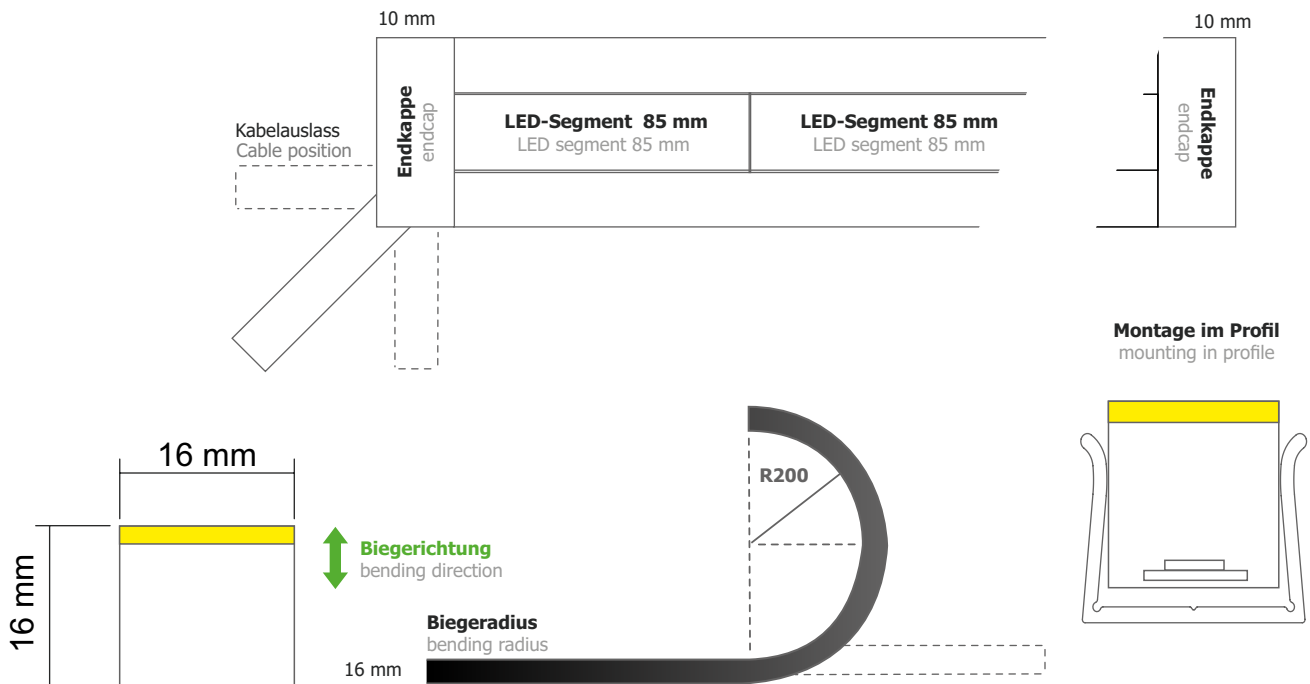 10 mm
10 mm
Endkappe
endcap
LED-Segment 85 mm
LED segment 85 mm
LED-Segment 85 mm
LED segment 85 mm
Endkappe
endcap
Kabelauslass
Cable position
Montage im Profil
mounting in profile
16 mm
R200
16 mm
Biegerichtung
bending direction
Biegeradius
bending radius
16 mm